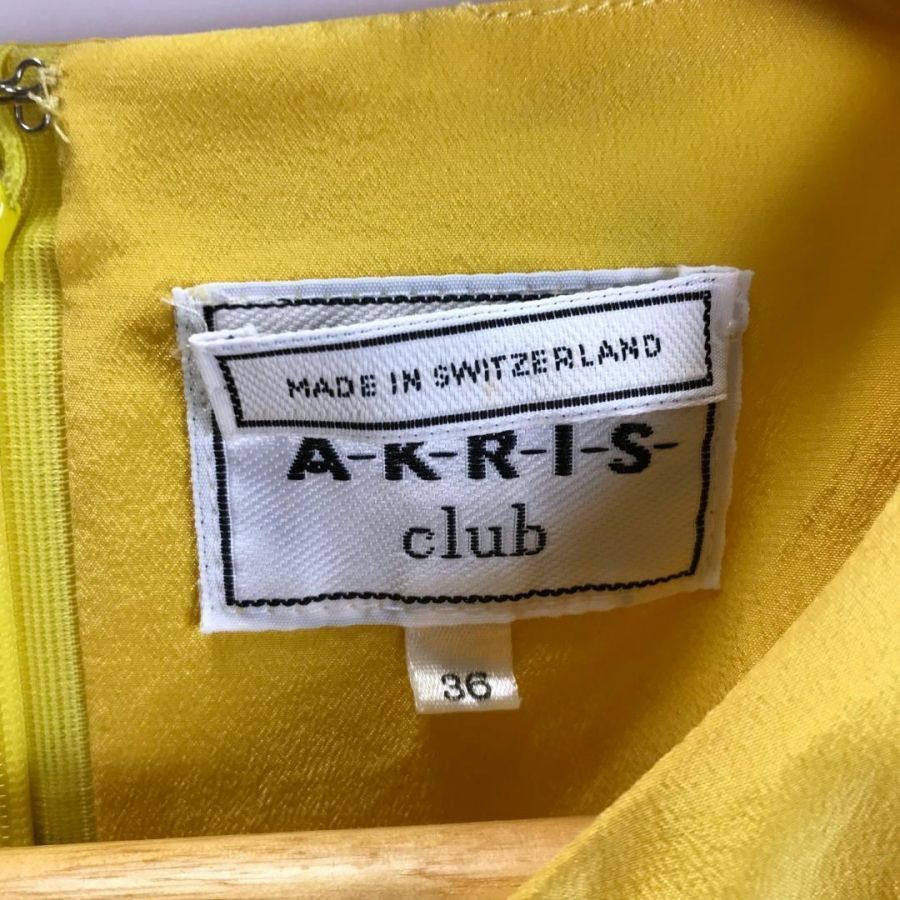 MADE IN SWITZERLAND
A-K-R-I-S-
club
36